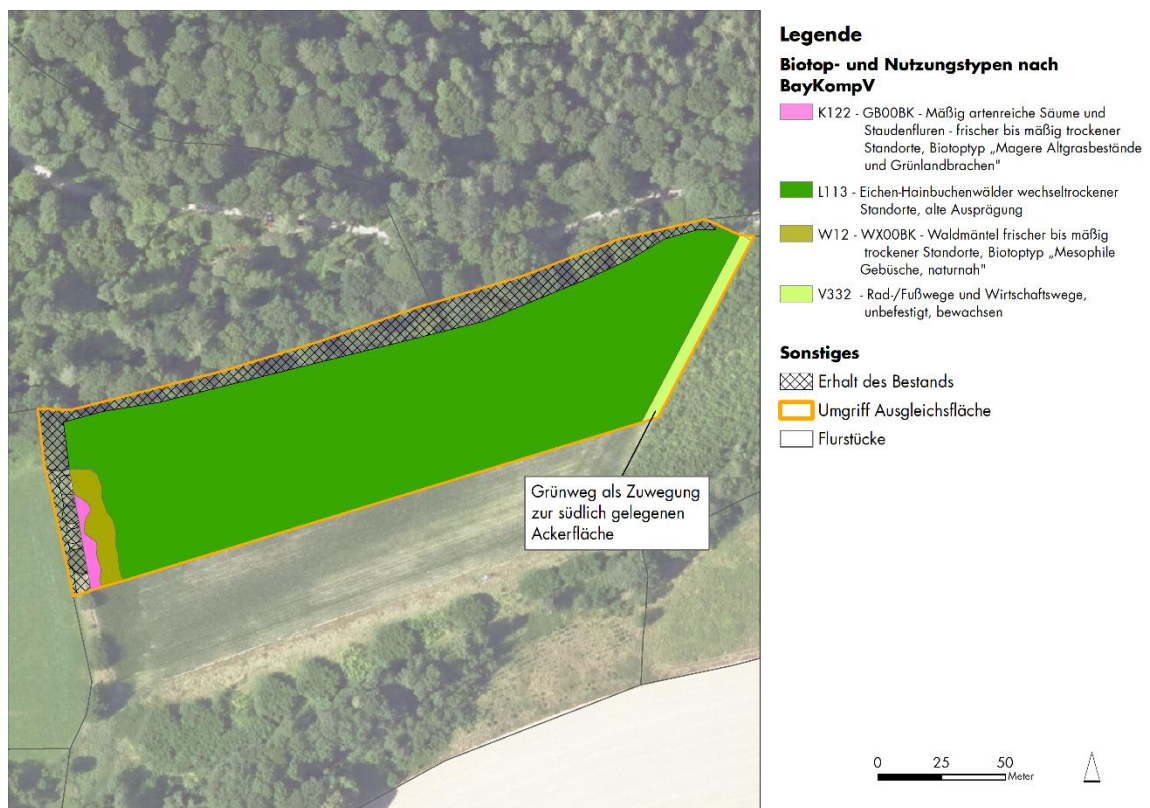 Legende
Biotop- und Nutzungstypen nach
BayKompV
K122 - GB00BK - Mäßig artenreiche Säume und
Staudenfluren - frischer bis mäßig trockener
Standorte, Biotoptyp „Magere Altgrasbestände
und Grünlandbrachen"
L113 - Eichen-Hainbuchenwälder wechseltrockener
Standorte, alte Ausprägung
W12 - WX00BK - Waldmäntel frischer bis mäßig
trockener Standorte, Biotoptyp „Mesophile
Gebüsche, naturnah"
V332 - Rad-/Fußwege und Wirtschaftswege,
unbefestigt, bewachsen
Sonstiges
Erhalt des Bestands
Umgriff Ausgleichsfläche
Flurstücke
Grünweg als Zuwegung
zur südlich gelegenen
Ackerfläche
0 25 50
Meter